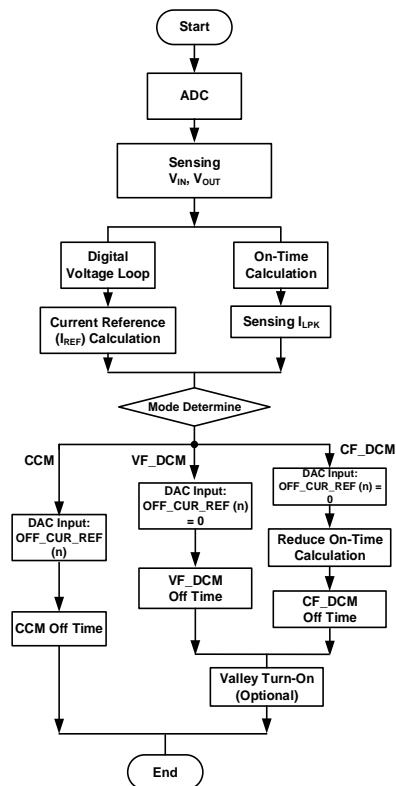 Start
ADC
Sensing
VIN, VOUT
Digital
Voltage Loop
On-Time
Calculation
Current Reference
(IREF) Calculation
Sensing ILPK
Mode Determine
CCM
VF_DCM
CF_DCM
DAC Input:
OFF_CUR_REF
(n)
DAC Input:
OFF_CUR_REF (n)
= 0
DAC Input:
OFF_CUR_REF (n) =
0
Reduce On-Time
Calculation
CCM Off Time
VF_DCM
Off Time
CF_DCM
Off Time
Valley Turn-On
(Optional)
End